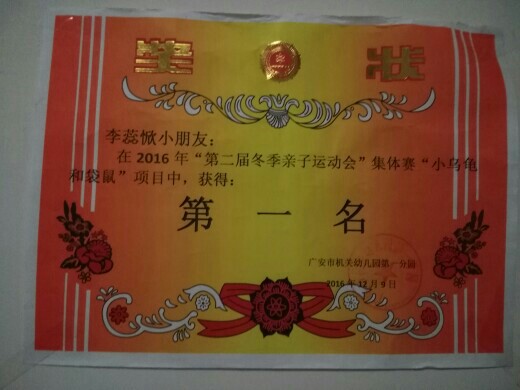 奖 状
李蕊惞小朋友：
在2016年“第二届冬季亲子运动会”集体赛“小乌龟
和袋鼠”项目中，获得：
第一名
广安市机关幼儿园第一分园
2016年12月9日